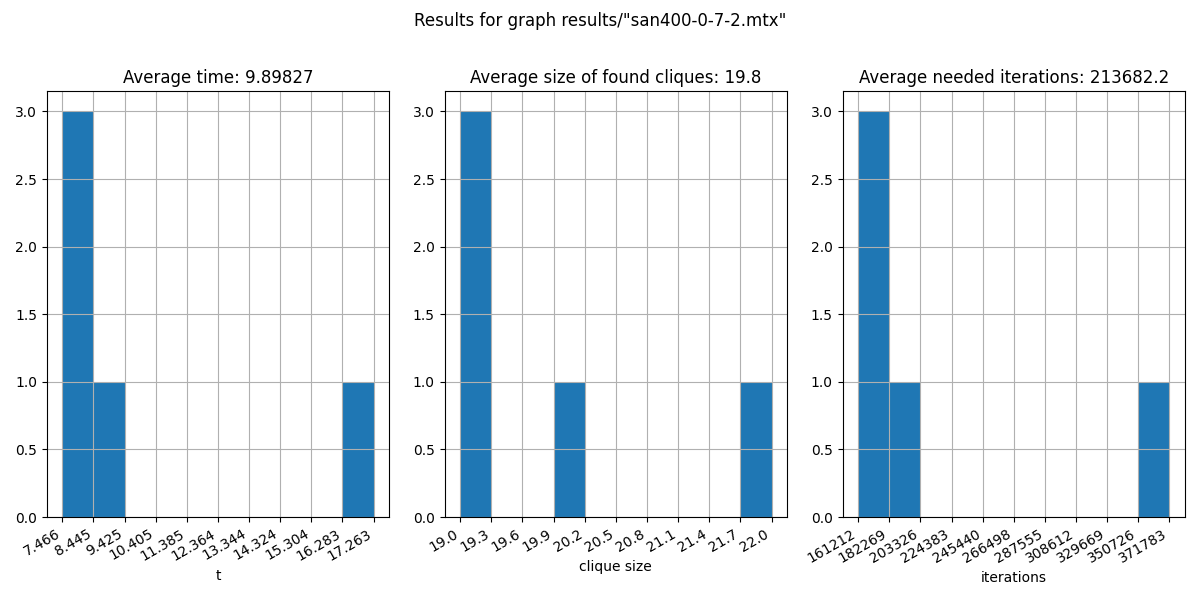 Results for graph results/"san400-0-7-2.mtx"
Average time: 9.89827
3.0
2.5
2.0
1.5
1.0
0.5
0.0
7.466 8.445 9.425 10.405 11.385 12.364 13.344 14.324 15.304 16.283 17.263
t
Average size of found cliques: 19.8
3.0
2.5
2.0
1.5
1.0
0.5
0.0
19.0 19.3 19.6 19.9 20.2 20.5 20.8 21.1 21.4 21.7 22.0
clique size
Average needed iterations: 213682.2
3.0
2.5
2.0
1.5
1.0
0.5
0.0
161212 182269 203326 224383 245440 266498 287555 308612 329669 350726 371783
iterations